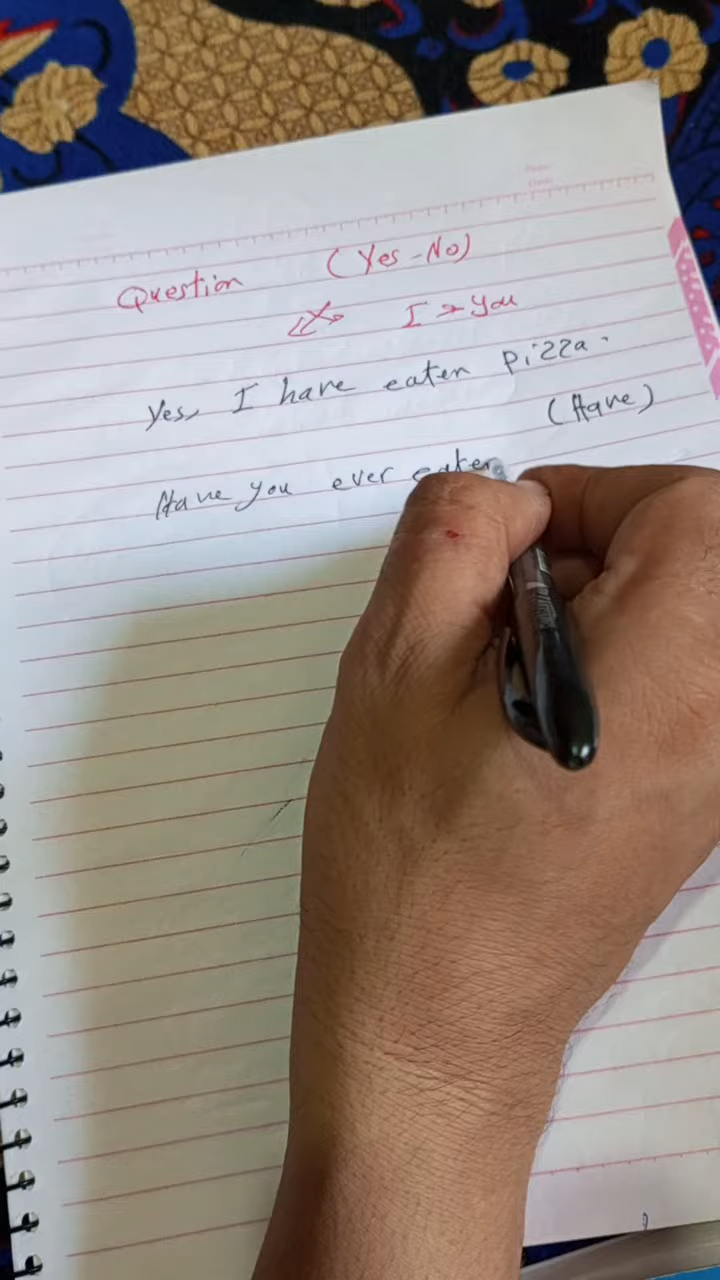 Question (Yes-No)
I → you
Yes, I have eaten pizza.
(Have)
Have you ever eaten